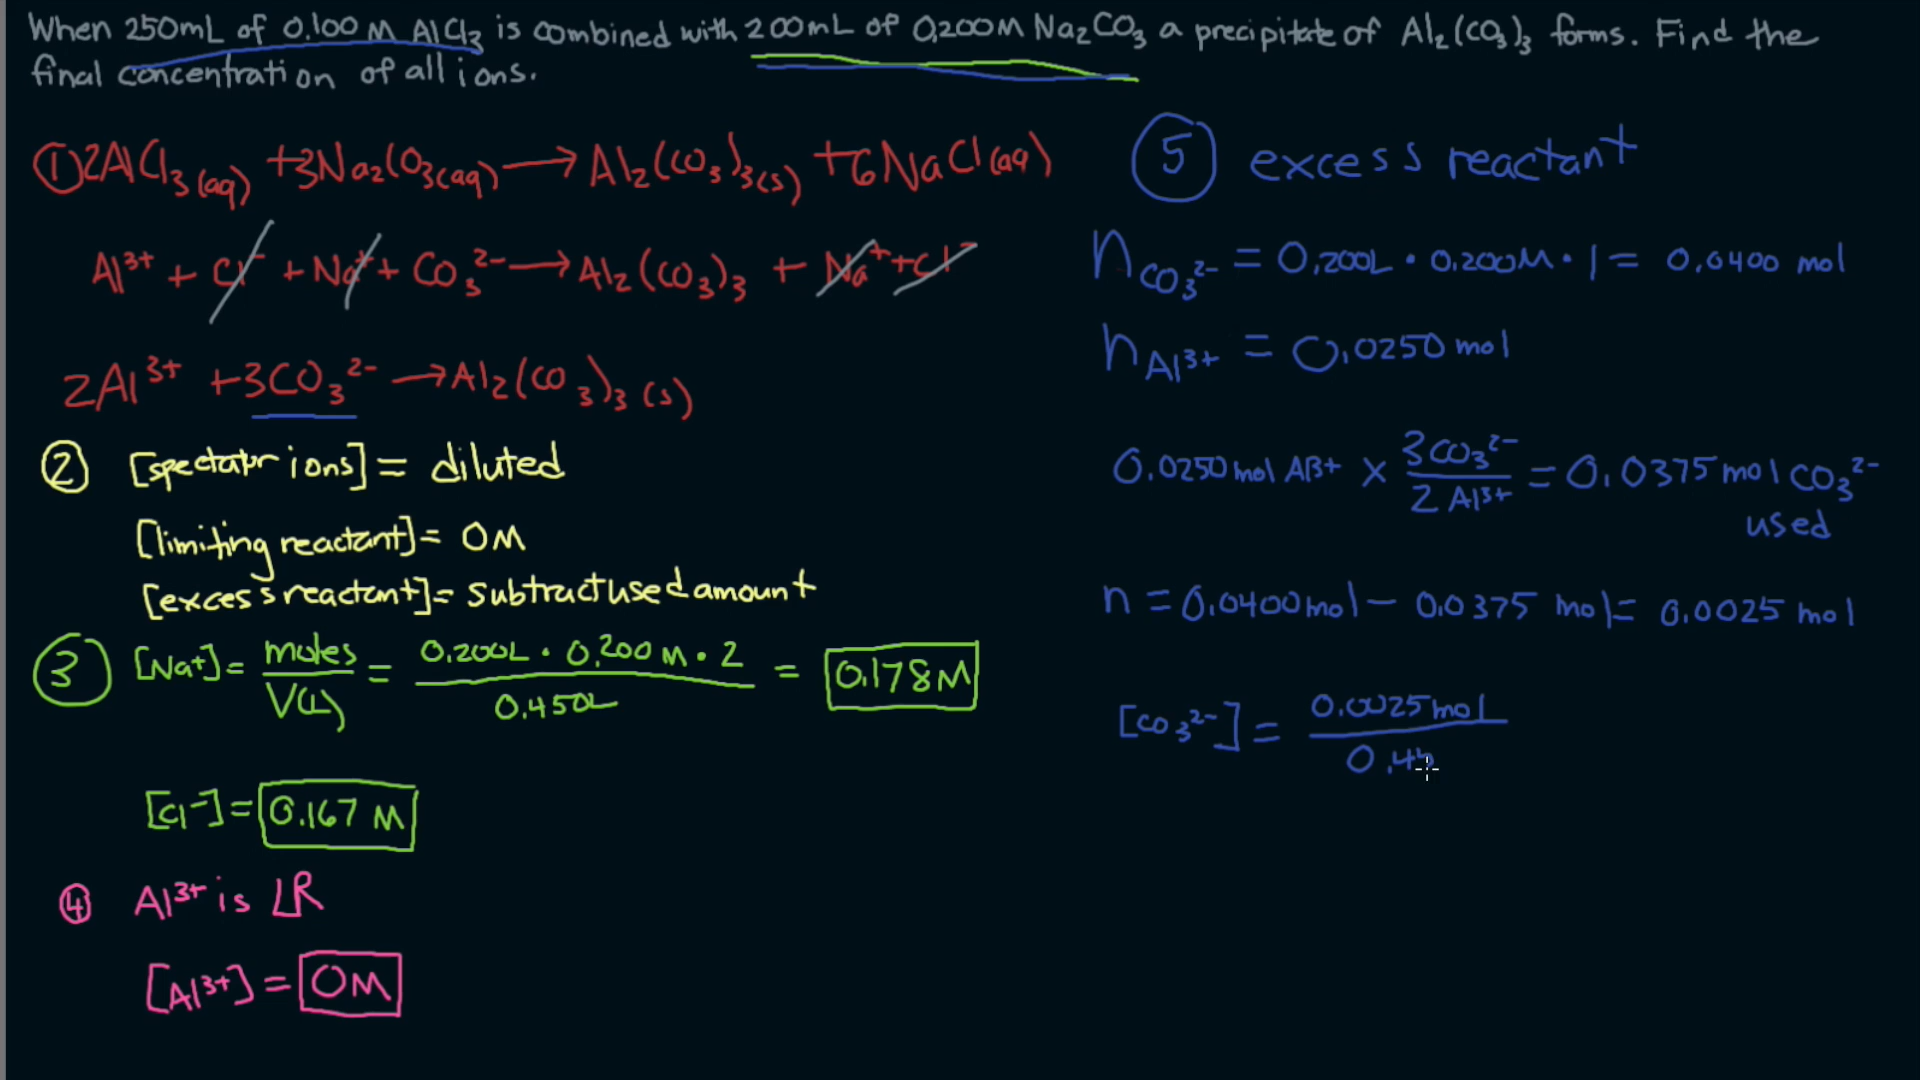 When 250mL of 0.100 M AlCl3 is combined with 200mL of 0.200M Na2CO3 a precipitate of Al2(CO3)3 forms. Find the
final concentration of all ions.
① 2AlCl3(aq) + 3Na2CO3(aq) → Al2(CO3)3(s) + 6NaCl(aq)
Al3+ + Cl- + Na+ + CO3 2- → Al2(CO3)3 + Na+ + Cl-
2Al3+ + 3CO3 2- → Al2(CO3)3(s)
② [spectator ions] = diluted
[limiting reactant] = 0M
[excess reactant] = subtract used amount
③ [Na+] = moles / V(L) = 0.200L · 0.200M · 2 / 0.450L = 0.178M
[Cl-] = 0.167 M
④ Al3+ is LR
[Al3+] = 0M
⑤ excess reactant
nCO3 2- = 0.200L · 0.200M · 1 = 0.0400 mol
nAl3+ = 0.0250 mol
0.0250 mol Al3+ × 3CO3 2- / 2 Al3+ = 0.0375 mol CO3 2-
used
n = 0.0400 mol − 0.0375 mol = 0.0025 mol
[CO3 2-] = 0.0025 mol / 0.45